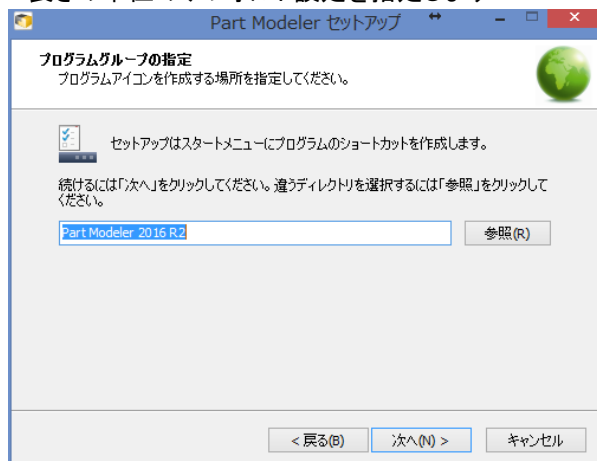 Part Modeler セットアップ
プログラムグループの指定
プログラムアイコンを作成する場所を指定してください。
セットアップはスタートメニューにプログラムのショートカットを作成します。
続けるには「次へ」をクリックしてください。違うディレクトリを選択するには「参照」をクリックして
ください。
Part Modeler 2016 R2
参照(R)
< 戻る(B)
次へ(N) >
キャンセル